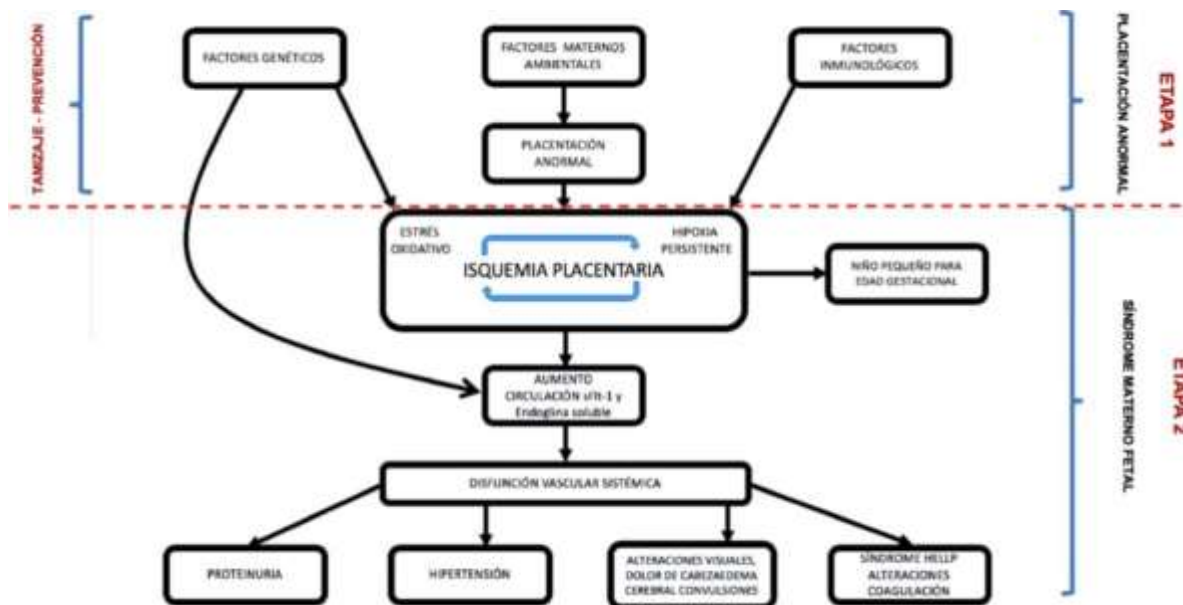 TAMIZAJE - PREVENCIÓN
FACTORES GENÉTICOS
FACTORES MATERNOS
AMBIENTALES
FACTORES
INMUNOLÓGICOS
PLACENTACIÓN ANORMAL
ETAPA 1
PLACENTACIÓN
ANORMAL
ESTRÉS
OXIDATIVO
HIPOXIA
PERSISTENTE
ISQUEMIA PLACENTARIA
NIÑO PEQUEÑO PARA
EDAD GESTACIONAL
SÍNDROME MATERNO FETAL
ETAPA 2
AUMENTO
CIRCULACIÓN sFlt-1 y
Endoglina soluble
DISFUNCIÓN VASCULAR SISTÉMICA
PROTEINURIA
HIPERTENSIÓN
ALTERACIONES VISUALES,
DOLOR DE CABEZAEDEMA
CEREBRAL CONVULSIONES
SÍNDROME HELLP
ALTERACIONES
COAGULACIÓN